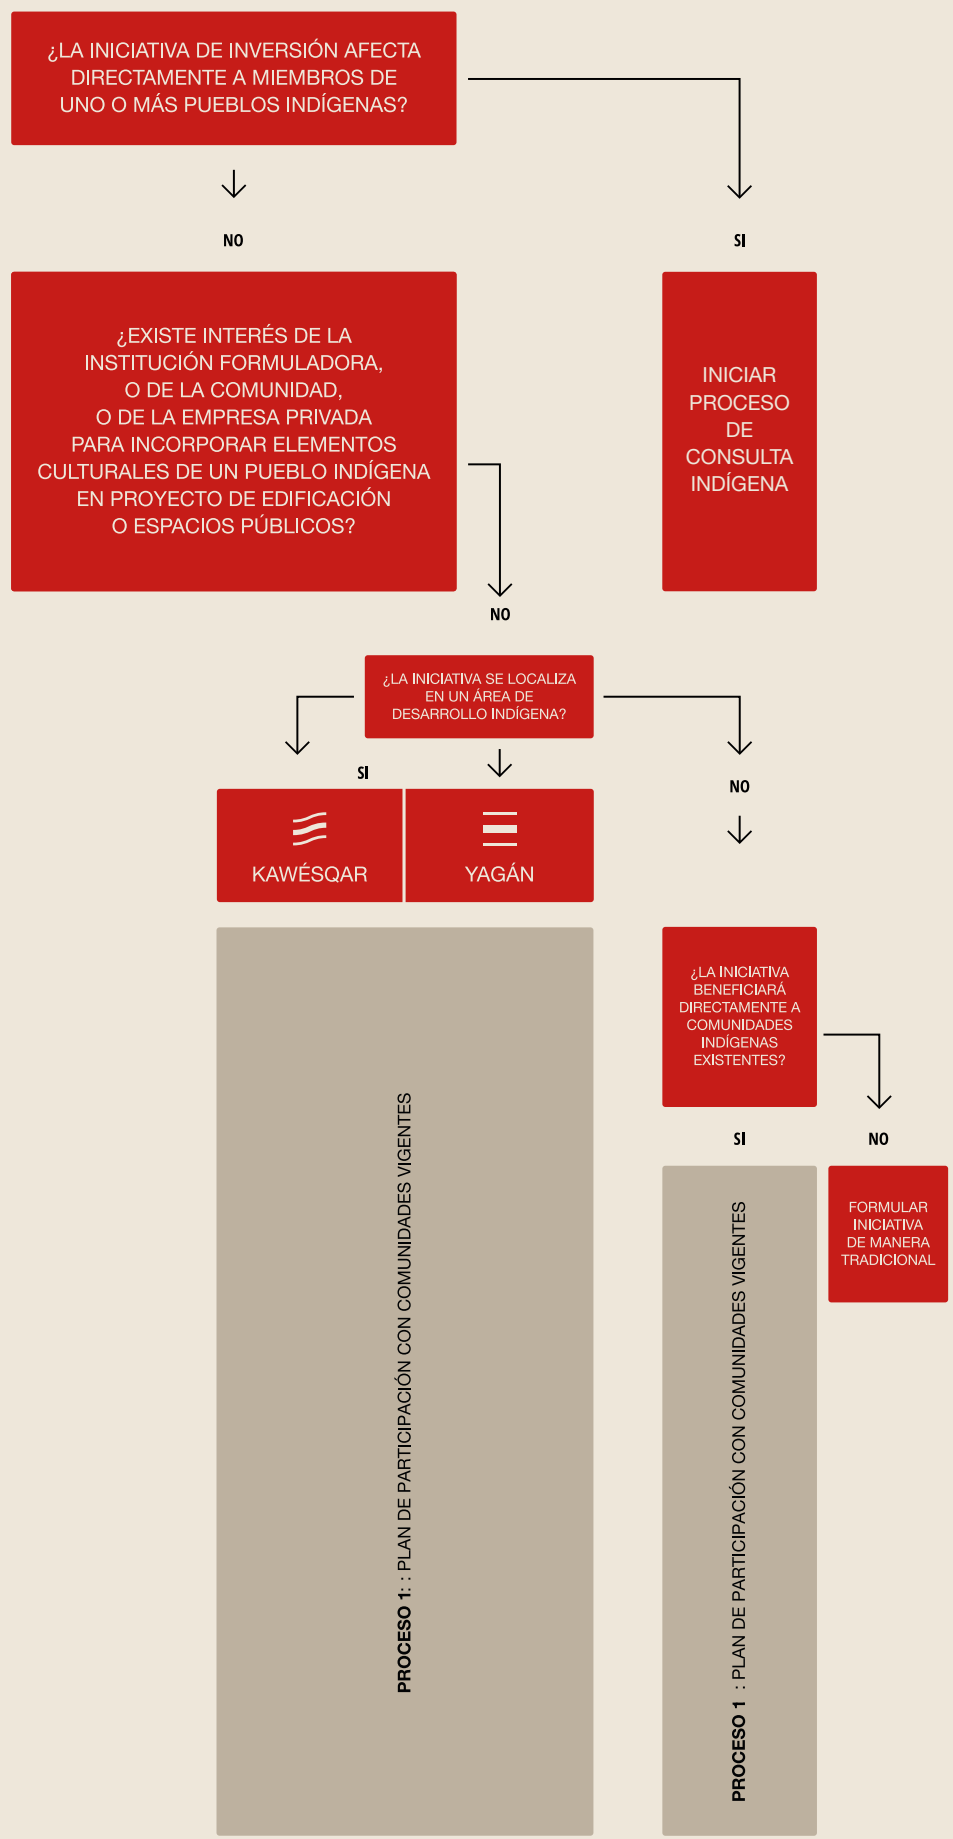 ¿LA INICIATIVA DE INVERSIÓN AFECTA
DIRECTAMENTE A MIEMBROS DE
UNO O MÁS PUEBLOS INDÍGENAS?
NO
SI
¿EXISTE INTERÉS DE LA
INSTITUCIÓN FORMULADORA,
O DE LA COMUNIDAD,
O DE LA EMPRESA PRIVADA
PARA INCORPORAR ELEMENTOS
CULTURALES DE UN PUEBLO INDÍGENA
EN PROYECTO DE EDIFICACIÓN
O ESPACIOS PÚBLICOS?
INICIAR
PROCESO
DE
CONSULTA
INDÍGENA
NO
¿LA INICIATIVA SE LOCALIZA
EN UN ÁREA DE
DESARROLLO INDÍGENA?
SI
NO
KAWÉSQAR
YAGÁN
¿LA INICIATIVA
BENEFICIARÁ
DIRECTAMENTE A
COMUNIDADES
INDÍGENAS
EXISTENTES?
SI
NO
FORMULAR
INICIATIVA
DE MANERA
TRADICIONAL
PROCESO 1: : PLAN DE PARTICIPACIÓN CON COMUNIDADES VIGENTES
PROCESO 1 : PLAN DE PARTICIPACIÓN CON COMUNIDADES VIGENTES